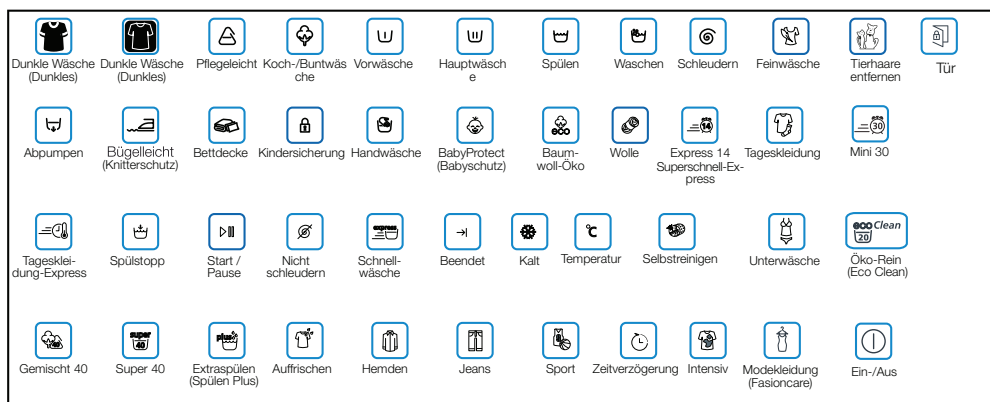 Dunkle Wäsche
(Dunkles)
Dunkle Wäsche
(Dunkles)
Pflegeleicht
Koch-/Buntwäs
che
Vorwäsche
Hauptwäsch
e
Spülen
Waschen
Schleudern
Feinwäsche
Tierhaare
entfernen
Tür
eco
14
30
Abpumpen
Bügelleicht
(Knitterschutz)
Bettdecke
Kindersicherung
Handwäsche
BabyProtect
(Babyschutz)
Baum-
woll-Öko
Wolle
Express 14
Superschnell-Ex-
press
Tageskleidung
Mini 30
express
°C
eco Clean
20
Tagesklei-
dung-Express
Spülstopp
Start /
Pause
Nicht
schleudern
Schnell-
wäsche
Beendet
Kalt
Temperatur
Selbstreinigen
Unterwäsche
Öko-Rein
(Eco Clean)
40
super
40
plus
Gemischt 40
Super 40
Extraspülen
(Spülen Plus)
Auffrischen
Hemden
Jeans
Sport
Zeitverzögerung
Intensiv
Modekleidung
(Fasioncare)
Ein-/Aus